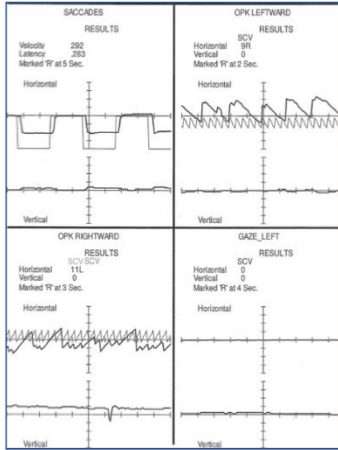 SACCADES
RESULTS
Velocity 292
Latency .283
Marked 'R' at 5 Sec.
Horizontal
Vertical
OPK LEFTWARD
RESULTS
SCV
Horizontal 9R
Vertical 0
Marked 'R' at 2 Sec.
Horizontal
Vertical
OPK RIGHTWARD
RESULTS
SCV SCV
Horizontal 11L
Vertical 0
Marked 'R' at 3 Sec.
Horizontal
Vertical
GAZE_LEFT
RESULTS
SCV
Horizontal 0
Vertical 0
Marked 'R' at 4 Sec.
Horizontal
Vertical